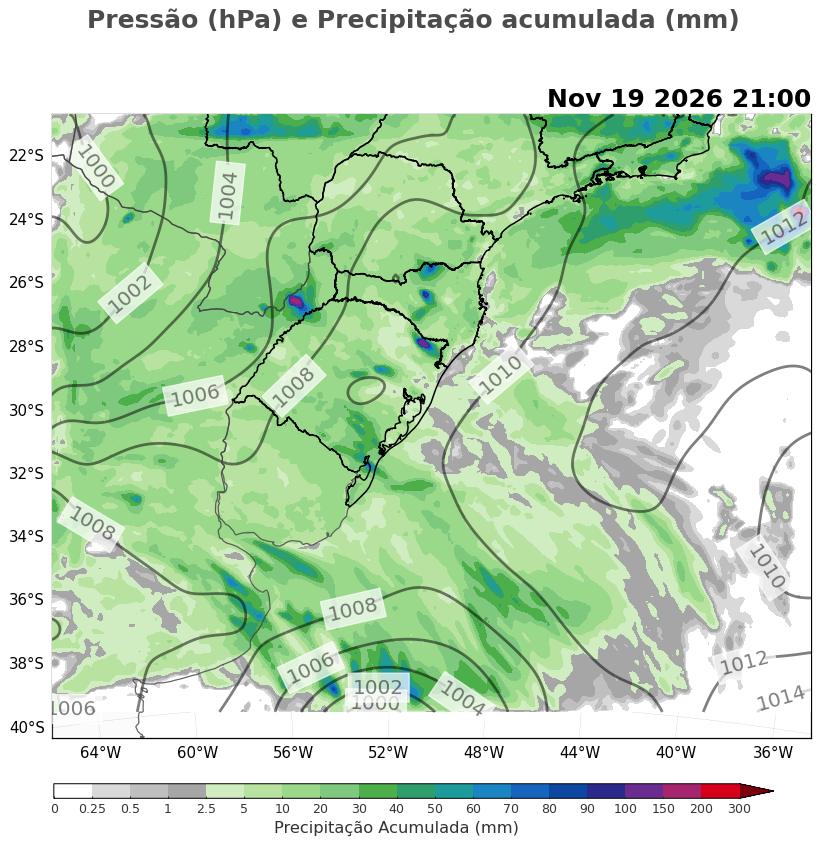 Pressão (hPa) e Precipitação acumulada (mm)
Nov 19 2026 21:00
1000
1004
1012
1002
1006
1008
1010
1006
1008
1010
1008
1006
1002
1000
1004
1012
1014
1006
22°S
24°S
26°S
28°S
30°S
32°S
34°S
36°S
38°S
40°S
64°W 60°W 56°W 52°W 48°W 44°W 40°W 36°W
0 0.25 0.5 1 2.5 5 10 20 30 40 50 60 70 80 90 100 150 200 300
Precipitação Acumulada (mm)